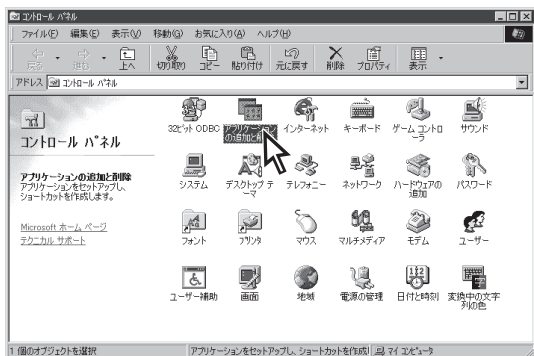 コントロール パネル
ファイル(F) 編集(E) 表示(V) 移動(G) お気に入り(A) ヘルプ(H)
戻る 進む 上へ 切り取り コピー 貼り付け 元に戻す 削除 プロパティ 表示
アドレス コントロール パネル
コントロール パネル
アプリケーションの追加と削除
アプリケーションをセットアップし、
ショートカットを作成します。
Microsoft ホーム ページ
テクニカル サポート
32ビット ODBC アプリケーション インターネット キーボード ゲーム コントロ サウンド
の追加と削 ーラ
システム デスクトップ テ テレフォニー ネットワーク ハードウェアの パスワード
ーマ 追加
フォント プリンタ マウス マルチメディア モデム ユーザー
ユーザー補助 画面 地域 電源の管理 日付と時刻 変換中の文字
列の色
1 個のオブジェクトを選択 アプリケーションをセットアップし、ショートカットを作成し マイ コンピュータ